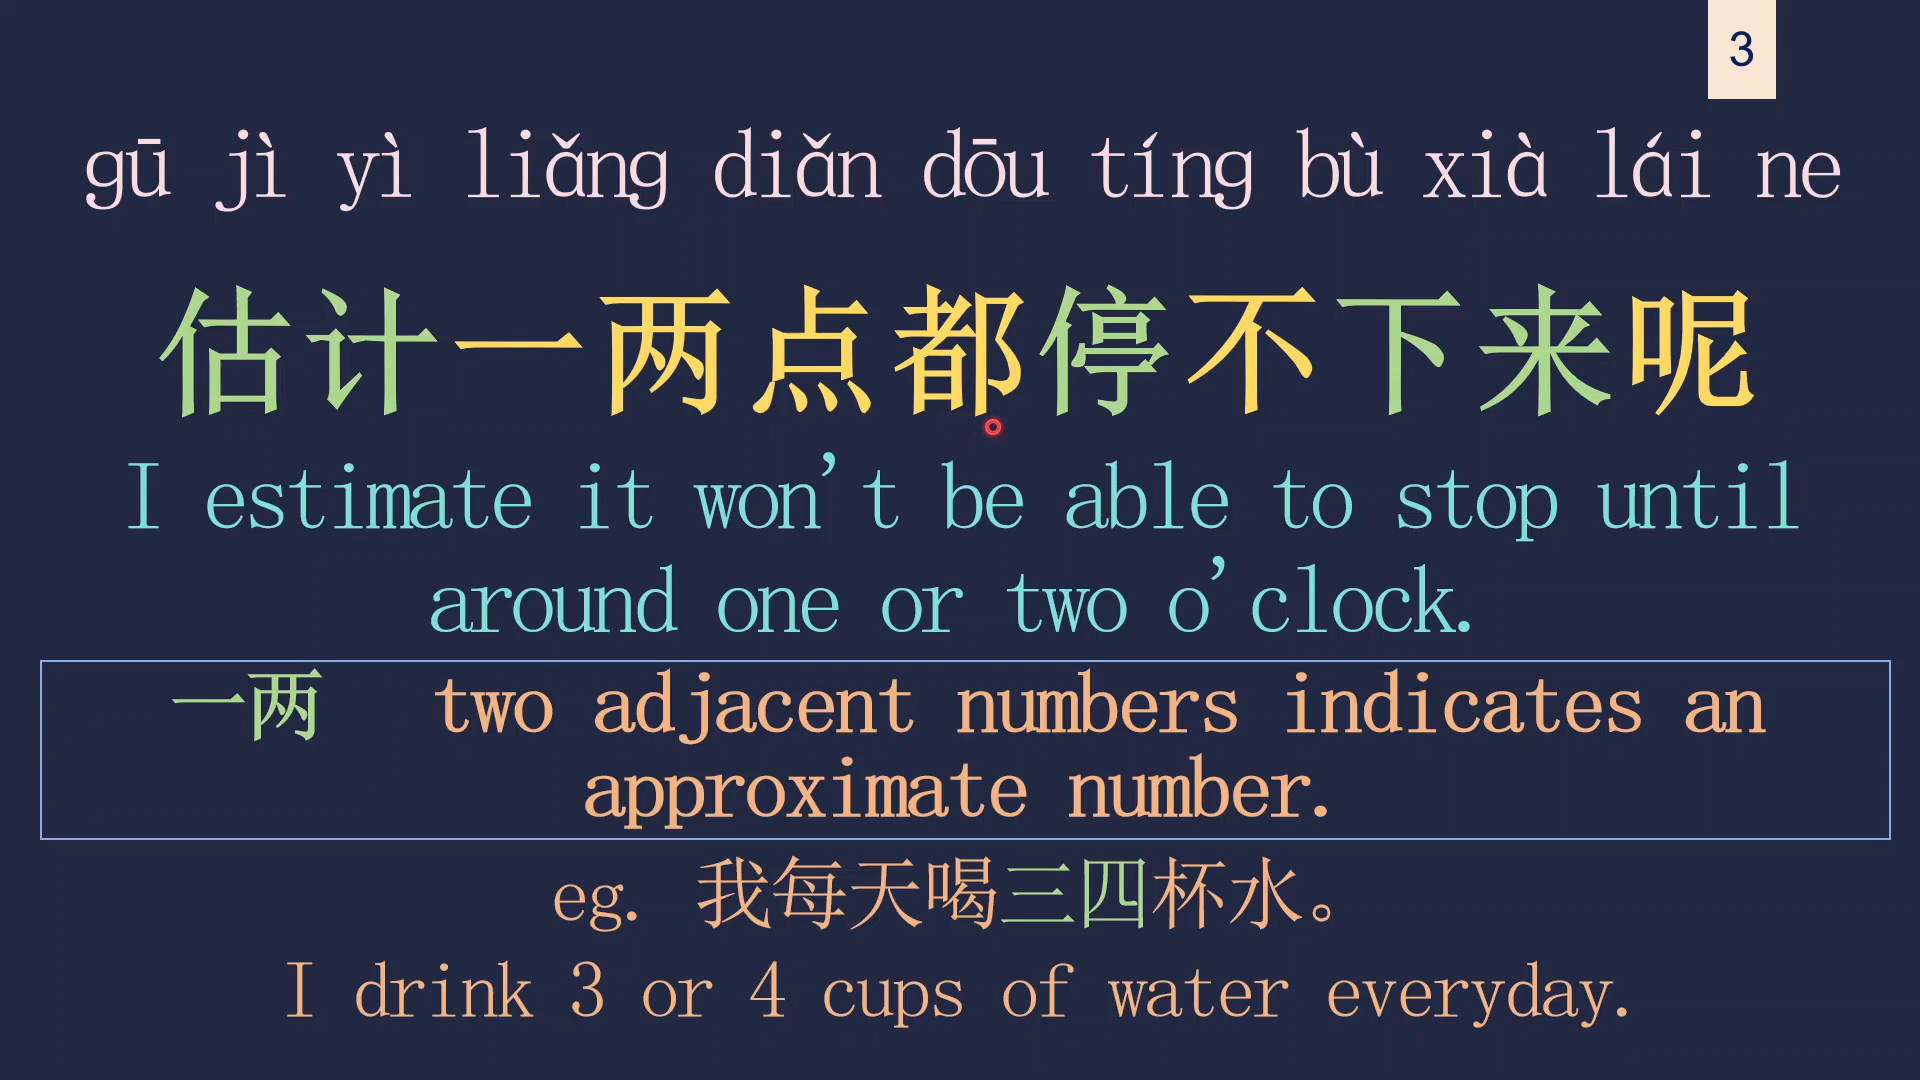 3
gū jì yì liǎng diǎn dōu tíng bù xià lái ne
估计一两点都停不下来呢
I estimate it won't be able to stop until
around one or two o'clock.
一两 two adjacent numbers indicates an
approximate number.
eg. 我每天喝三四杯水。
I drink 3 or 4 cups of water everyday.